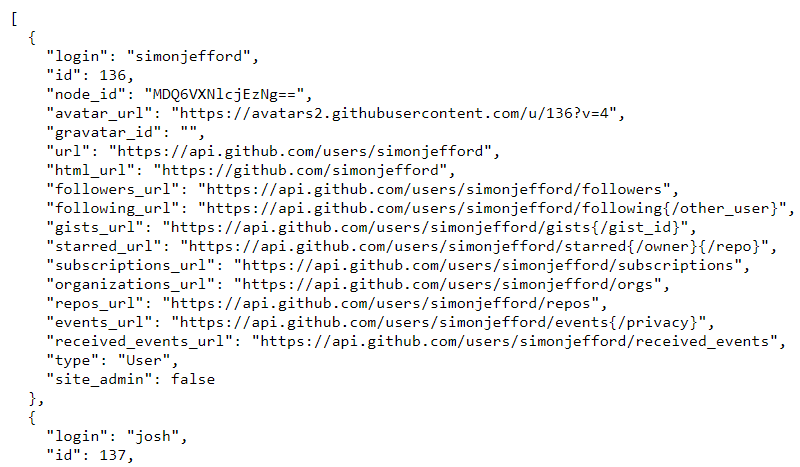 [
  {
    "login": "simonjefford",
    "id": 136,
    "node_id": "MDQ6VXNlcjEzNg==",
    "avatar_url": "https://avatars2.githubusercontent.com/u/136?v=4",
    "gravatar_id": "",
    "url": "https://api.github.com/users/simonjefford",
    "html_url": "https://github.com/simonjefford",
    "followers_url": "https://api.github.com/users/simonjefford/followers",
    "following_url": "https://api.github.com/users/simonjefford/following{/other_user}",
    "gists_url": "https://api.github.com/users/simonjefford/gists{/gist_id}",
    "starred_url": "https://api.github.com/users/simonjefford/starred{/owner}{/repo}",
    "subscriptions_url": "https://api.github.com/users/simonjefford/subscriptions",
    "organizations_url": "https://api.github.com/users/simonjefford/orgs",
    "repos_url": "https://api.github.com/users/simonjefford/repos",
    "events_url": "https://api.github.com/users/simonjefford/events{/privacy}",
    "received_events_url": "https://api.github.com/users/simonjefford/received_events",
    "type": "User",
    "site_admin": false
  },
  {
    "login": "josh",
    "id": 137,